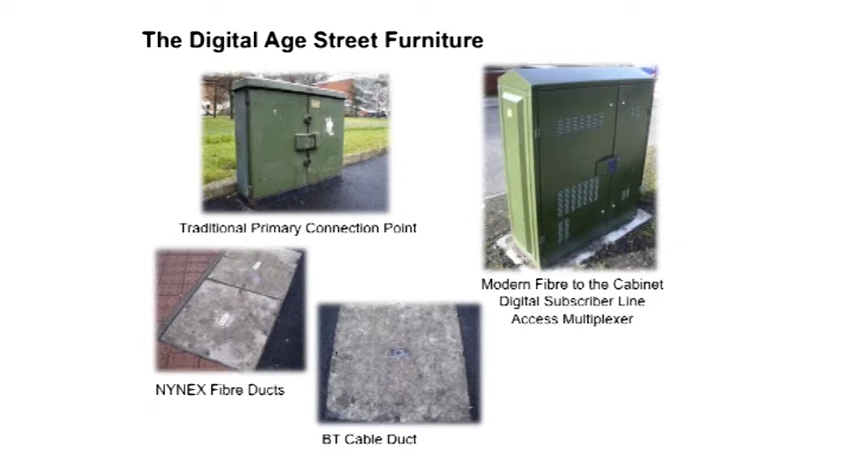 The Digital Age Street Furniture
Traditional Primary Connection Point
Modern Fibre to the Cabinet
Digital Subscriber Line
Access Multiplexer
NYNEX Fibre Ducts
BT Cable Duct